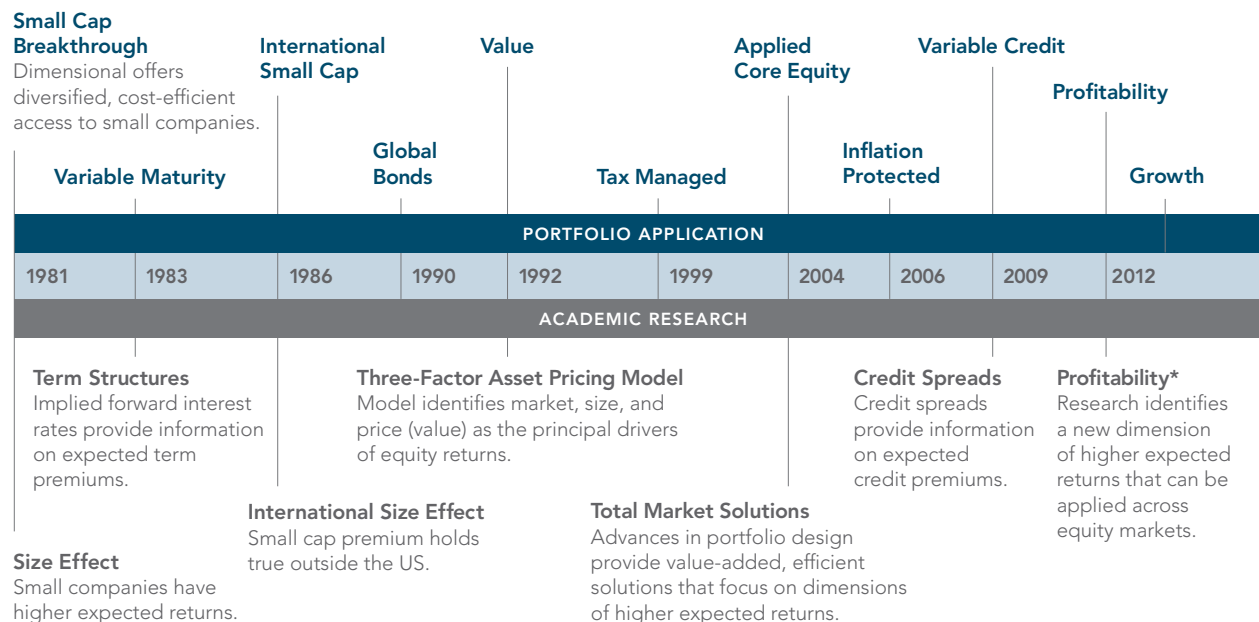 Small Cap
Breakthrough
Dimensional offers
diversified, cost-efficient
access to small companies.
International
Small Cap
Value
Applied
Core Equity
Variable Credit
Profitability
Variable Maturity
Global
Bonds
Tax Managed
Inflation
Protected
Growth
PORTFOLIO APPLICATION
1981
1983
1986
1990
1992
1999
2004
2006
2009
2012
ACADEMIC RESEARCH
Term Structures
Implied forward interest
rates provide information
on expected term
premiums.
Three-Factor Asset Pricing Model
Model identifies market, size, and
price (value) as the principal drivers
of equity returns.
Credit Spreads
Credit spreads
provide information
on expected
credit premiums.
Profitability*
Research identifies
a new dimension
of higher expected
returns that can be
applied across
equity markets.
International Size Effect
Small cap premium holds
true outside the US.
Total Market Solutions
Advances in portfolio design
provide value-added, efficient
solutions that focus on dimensions
of higher expected returns.
Size Effect
Small companies have
higher expected returns.